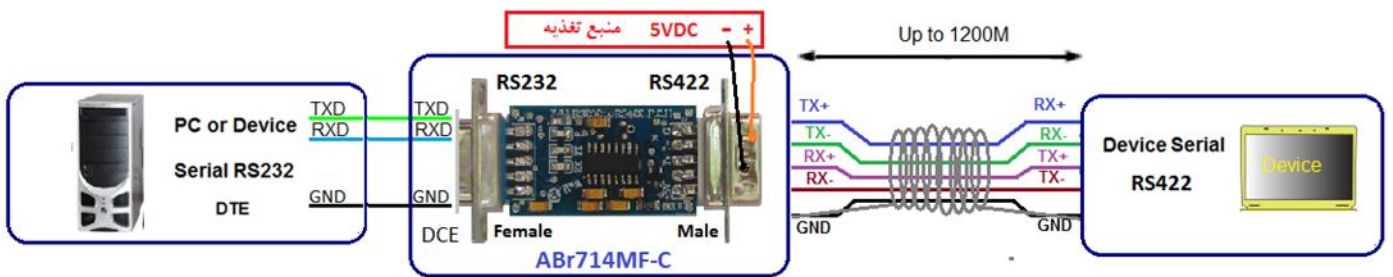 منبع تغذیه 5VDC - +
Up to 1200M
RS232 RS422
TXD TXD
PC or Device RXD RXD
Serial RS232
DTE
GND GND
DCE Female Male
ABr714MF-C
TX+ RX+
TX- RX-
RX+ TX+
RX- TX-
GND GND
Device Serial
RS422
Device